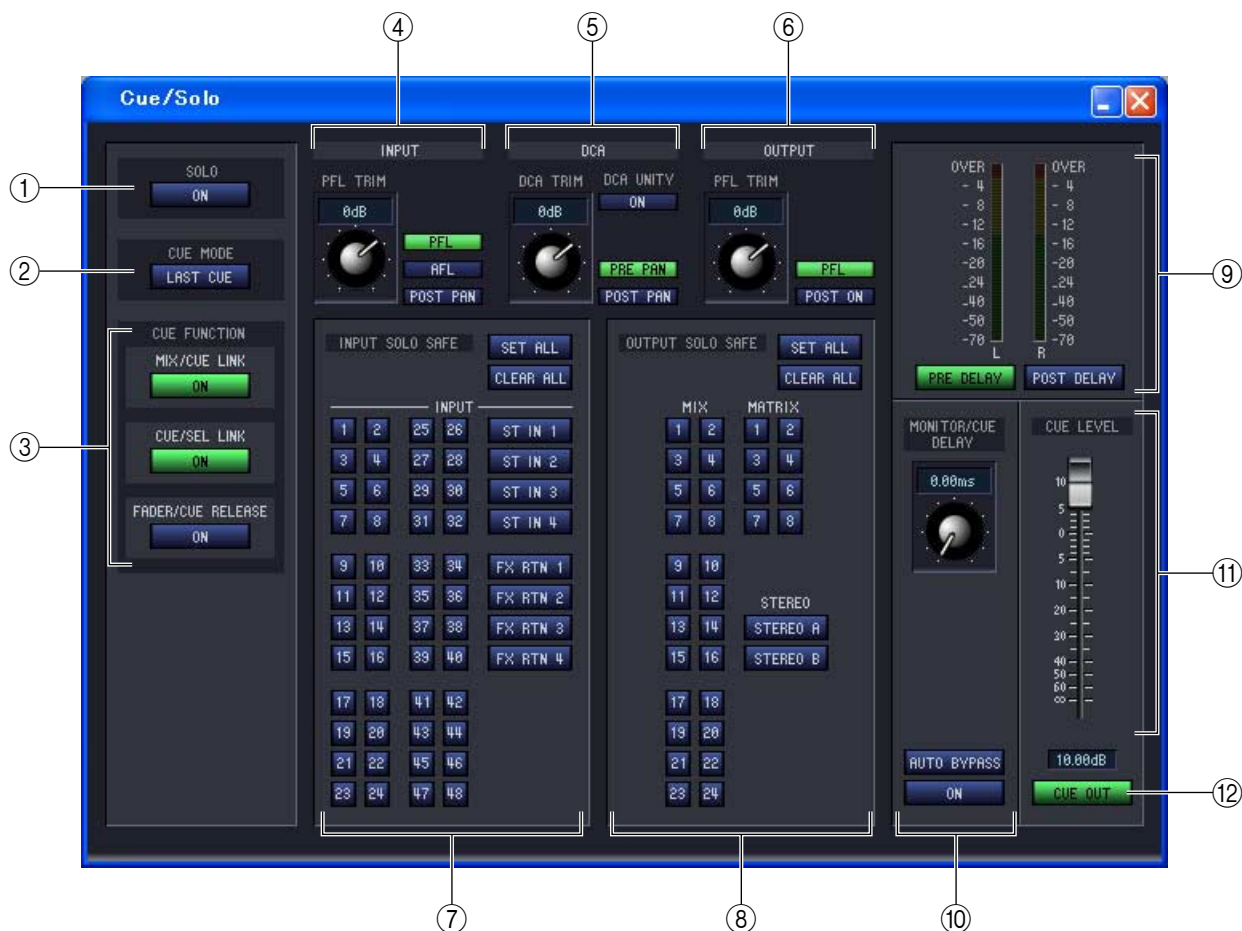 ④ ⑤ ⑥
Cue/Solo
INPUT DCA OUTPUT
① SOLO
ON
② CUE MODE
LAST CUE
③ CUE FUNCTION
MIX/CUE LINK
ON
CUE/SEL LINK
ON
FADER/CUE RELEASE
ON
PFL TRIM
0dB
PFL
AFL
POST PAN
DCA TRIM DCA UNITY
0dB ON
PRE PAN
POST PAN
PFL TRIM
0dB
PFL
POST ON
INPUT SOLO SAFE SET ALL
CLEAR ALL
INPUT
1 2 25 26 ST IN 1
3 4 27 28 ST IN 2
5 6 29 30 ST IN 3
7 8 31 32 ST IN 4
9 10 33 34 FX RTN 1
11 12 35 36 FX RTN 2
13 14 37 38 FX RTN 3
15 16 39 40 FX RTN 4
17 18 41 42
19 20 43 44
21 22 45 46
23 24 47 48
OUTPUT SOLO SAFE SET ALL
CLEAR ALL
MIX MATRIX
1 2 1 2
3 4 3 4
5 6 5 6
7 8 7 8
9 10
11 12 STEREO
13 14 STEREO A
15 16 STEREO B
17 18
19 20
21 22
23 24
OVER OVER
- 4 - 4
- 8 - 8
-12 -12
-16 -16
-20 -20
-24 -24
-40 -40
-50 -50
-70 -70
L R
PRE DELAY POST DELAY
⑨
MONITOR/CUE
DELAY
0.00ms
AUTO BYPASS
ON
CUE LEVEL
10
5
0
5
10
20
30
40
50
60
∞
10.00dB
CUE OUT
⑪
⑫
⑦ ⑧ ⑩